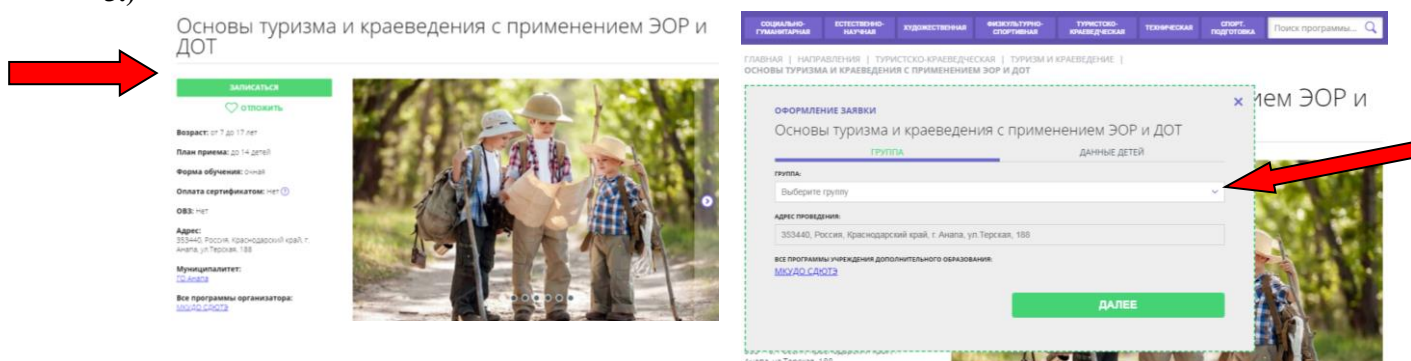 Основы туризма и краеведения с применением ЭОР и
ДОТ
ЗАПИСАТЬСЯ
ОТЛОЖИТЬ
Возраст: от 7 до 17 лет
План приема: до 14 детей
Форма обучения: очная
Оплата сертификатом: Нет
ОВЗ: Нет
Адрес:
353440, Россия, Краснодарский край, г.
Анапа, ул Терская, 188
Муниципалитет:
ГО Анапа
Все программы организатора:
МКУДО СДЮТЭ
СОЦИАЛЬНО-
ГУМАНИТАРНАЯ
ЕСТЕСТВЕННО-
НАУЧНАЯ
ХУДОЖЕСТВЕННАЯ
ФИЗКУЛЬТУРНО-
СПОРТИВНАЯ
ТУРИСТСКО-
КРАЕВЕДЧЕСКАЯ
ТЕХНИЧЕСКАЯ
СПОРТ.
ПОДГОТОВКА
Поиск программы...
ГЛАВНАЯ | НАПРАВЛЕНИЯ | ТУРИСТСКО-КРАЕВЕДЧЕСКАЯ | ТУРИЗМ И КРАЕВЕДЕНИЕ |
ОСНОВЫ ТУРИЗМА И КРАЕВЕДЕНИЯ С ПРИМЕНЕНИЕМ ЭОР И ДОТ
ем ЭОР и
ОФОРМЛЕНИЕ ЗАЯВКИ
Основы туризма и краеведения с применением ЭОР и ДОТ
ГРУППА
ДАННЫЕ ДЕТЕЙ
ГРУППА:
Выберите группу
АДРЕС ПРОВЕДЕНИЯ:
353440, Россия, Краснодарский край, г. Анапа, ул Терская, 188
ВСЕ ПРОГРАММЫ УЧРЕЖДЕНИЯ ДОПОЛНИТЕЛЬНОГО ОБРАЗОВАНИЯ:
МКУДО СДЮТЭ
ДАЛЕЕ